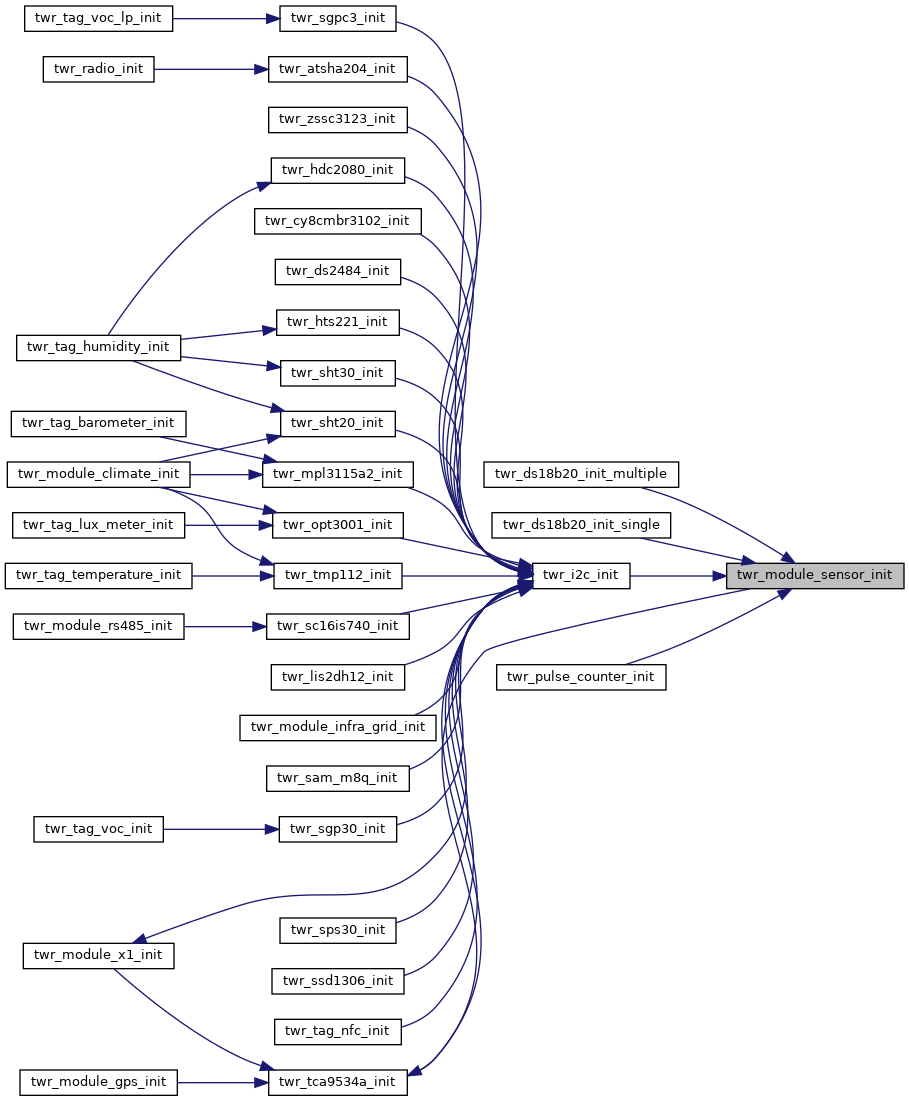 twr_tag_voc_lp_init
twr_sgpc3_init
twr_radio_init
twr_atsha204_init
twr_zssc3123_init
twr_hdc2080_init
twr_cy8cmbr3102_init
twr_ds2484_init
twr_hts221_init
twr_tag_humidity_init
twr_sht30_init
twr_tag_barometer_init
twr_sht20_init
twr_module_climate_init
twr_mpl3115a2_init
twr_ds18b20_init_multiple
twr_tag_lux_meter_init
twr_opt3001_init
twr_ds18b20_init_single
twr_tag_temperature_init
twr_tmp112_init
twr_i2c_init
twr_module_sensor_init
twr_module_rs485_init
twr_sc16is740_init
twr_lis2dh12_init
twr_pulse_counter_init
twr_module_infra_grid_init
twr_sam_m8q_init
twr_tag_voc_init
twr_sgp30_init
twr_sps30_init
twr_module_x1_init
twr_ssd1306_init
twr_tag_nfc_init
twr_module_gps_init
twr_tca9534a_init